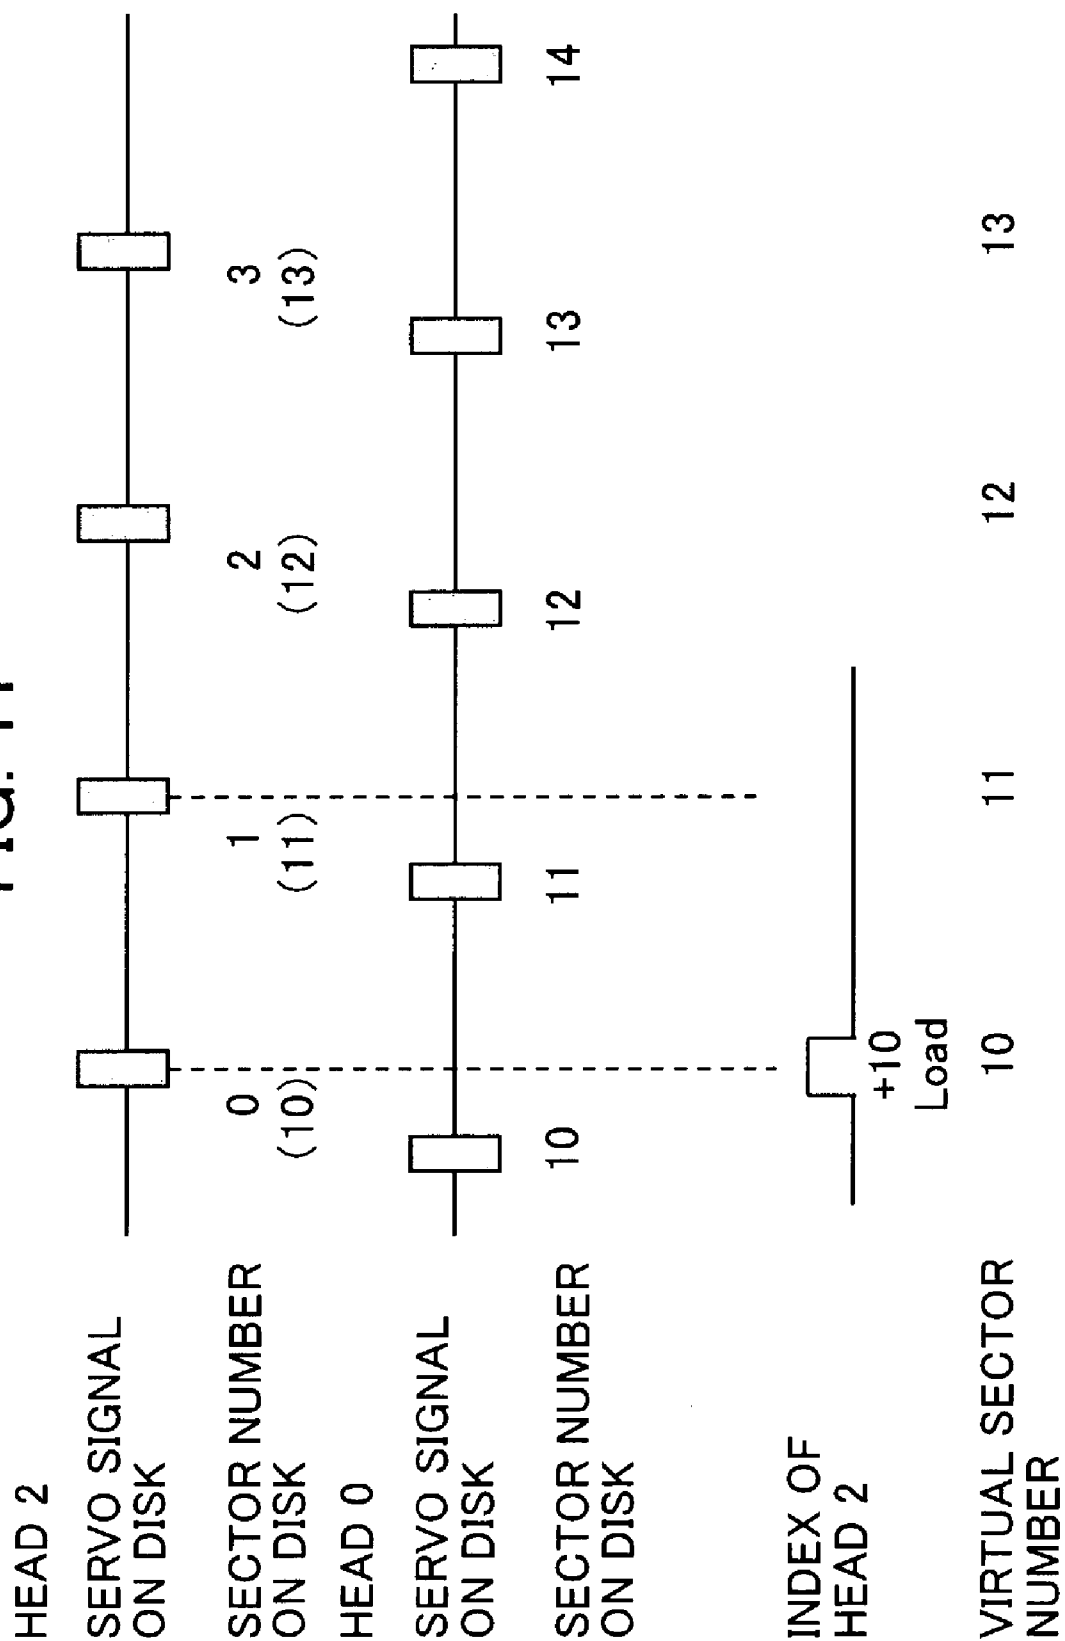 FIG.
HEAD 2
SERVO SIGNAL
ON DISK
SECTOR NUMBER
ON DISK
0 1 2 3
(10) (11) (12) (13)
HEAD 0
SERVO SIGNAL
ON DISK
SECTOR NUMBER
ON DISK
10 11 12 13 14
INDEX OF
HEAD 2
+10
Load
VIRTUAL SECTOR
NUMBER
10 11 12 13